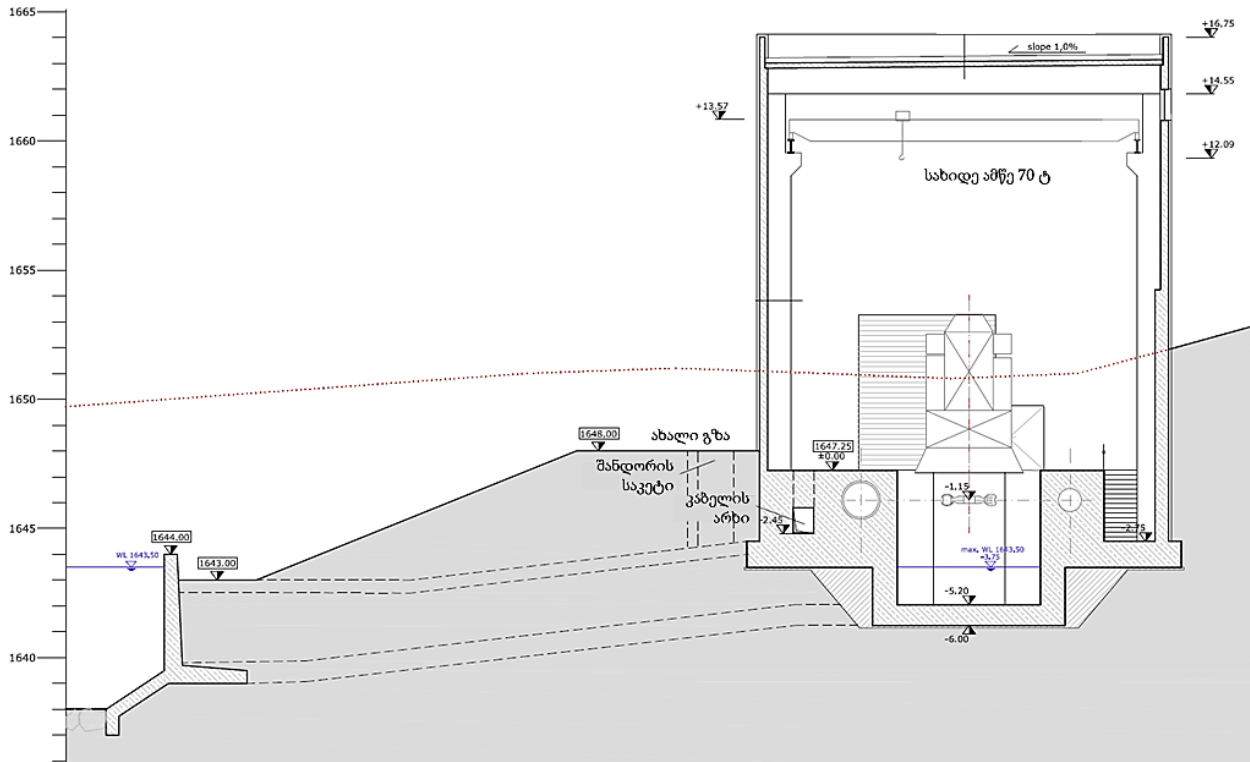 1665
+16.75
slope 1,0%
+14.55
+13.57
1660
+12.09
სახიდე ამწე 70 ტ
1655
1650
1648,00
ახალი გზა
1647.25
±0.00
შანდორის
საკეტი
კაბელის
არხი
-1.15
1645
-2.45
-2.75
1644.00
WL 1643,50
1643.00
max. WL 1643,50
-3.75
-5.20
1640
-6.00